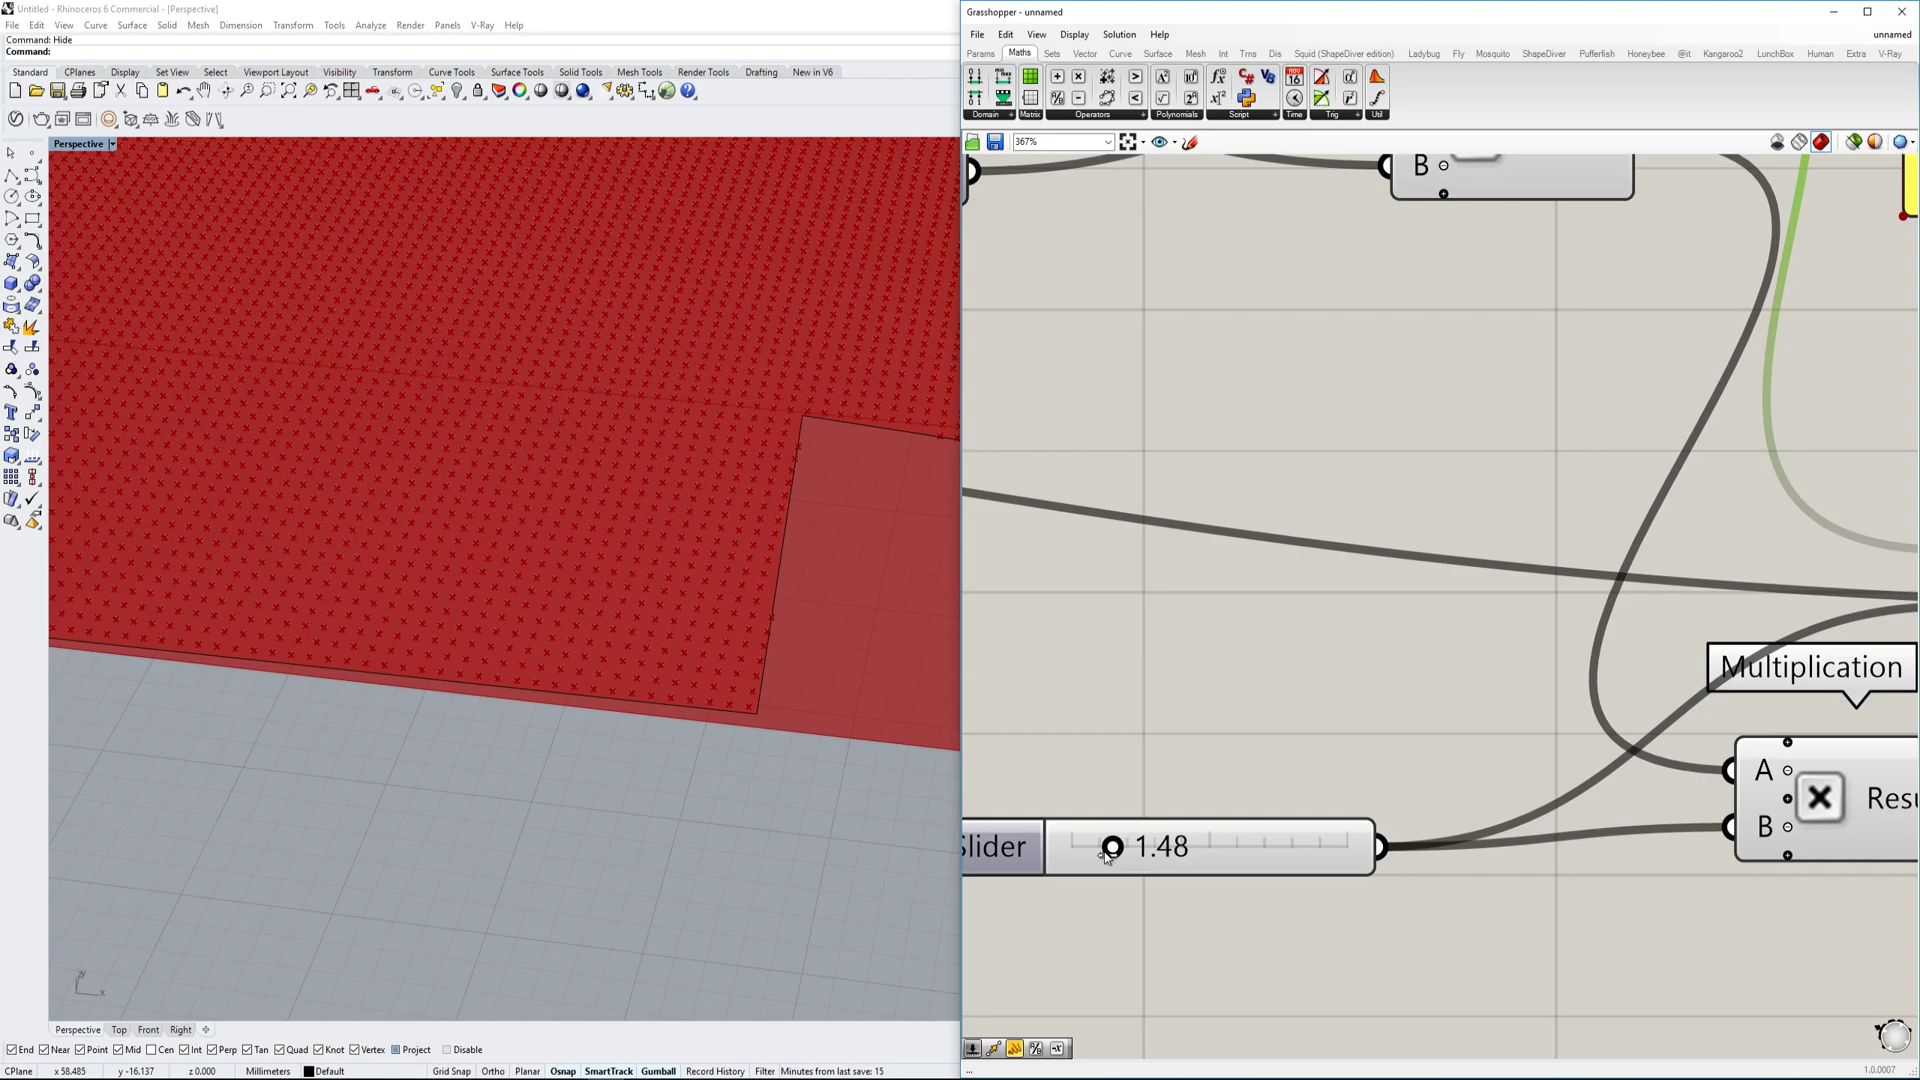 Untitled - Rhinoceros 6 Commercial - [Perspective]
File Edit View Curve Surface Solid Mesh Dimension Transform Tools Analyze Render Panels V-Ray Help
Command: Hide
Command:
Standard CPlanes Display Set View Select Viewport Layout Visibility Transform Curve Tools Surface Tools Solid Tools Mesh Tools Render Tools Drafting New in V6
Perspective
y
x
Perspective Top Front Right
End Near Point Mid Cen Int Perp Tan Quad Knot Vertex Project Disable
CPlane x 58.485 y -16.137 z 0.000 Millimeters Default Grid Snap Ortho Planar Osnap SmartTrack Gumball Record History Filter Minutes from last save: 15
Grasshopper - unnamed
File Edit View Display Solution Help unnamed
Params Maths Sets Vector Curve Surface Mesh Int Trns Dis Squid (ShapeDiver edition) Ladybug Fly Mosquito ShapeDiver Pufferfish Honeybee @it Kangaroo2 LunchBox Human Extra V-Ray
Domain Matrix Operators Polynomials Script Time Trig Util
367%
B
Multiplication
A
B
Resu
Slider 1.48
1.0.0007